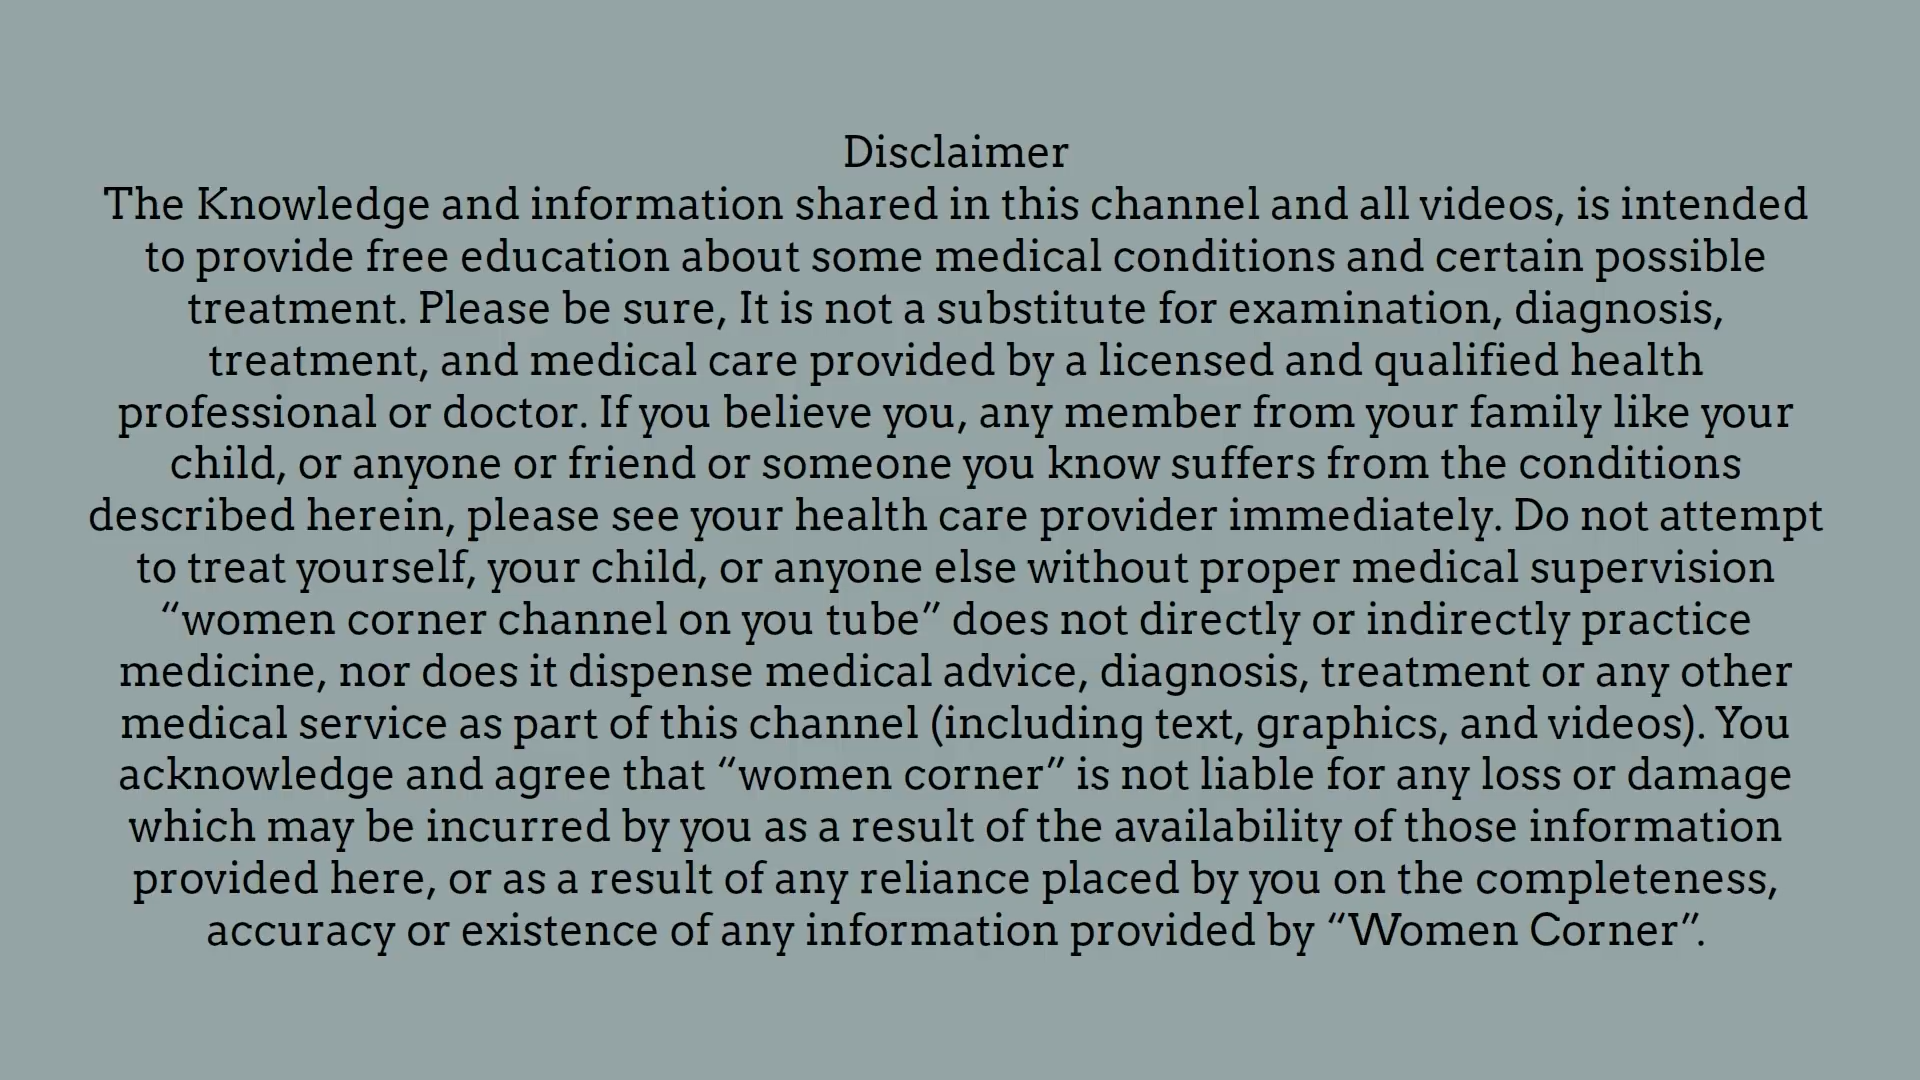 Disclaimer
The Knowledge and information shared in this channel and all videos, is intended
to provide free education about some medical conditions and certain possible
treatment. Please be sure, It is not a substitute for examination, diagnosis,
treatment, and medical care provided by a licensed and qualified health
professional or doctor. If you believe you, any member from your family like your
child, or anyone or friend or someone you know suffers from the conditions
described herein, please see your health care provider immediately. Do not attempt
to treat yourself, your child, or anyone else without proper medical supervision
“women corner channel on you tube” does not directly or indirectly practice
medicine, nor does it dispense medical advice, diagnosis, treatment or any other
medical service as part of this channel (including text, graphics, and videos). You
acknowledge and agree that “women corner” is not liable for any loss or damage
which may be incurred by you as a result of the availability of those information
provided here, or as a result of any reliance placed by you on the completeness,
accuracy or existence of any information provided by “Women Corner”.